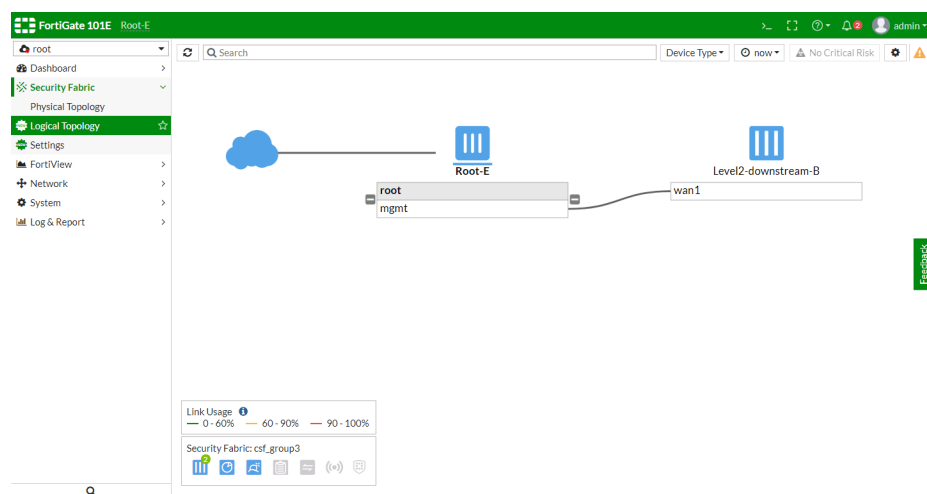 FortiGate 101E Root-E
>_ 2 admin
root
Search
Device Type now No Critical Risk
Dashboard
Security Fabric
Physical Topology
Logical Topology
Settings
FortiView
Network
System
Log & Report
Root-E
Level2-downstream-B
root
wan1
mgmt
Feedback
Link Usage
0 - 60% 60 - 90% 90 - 100%
Security Fabric: csf_group3
2